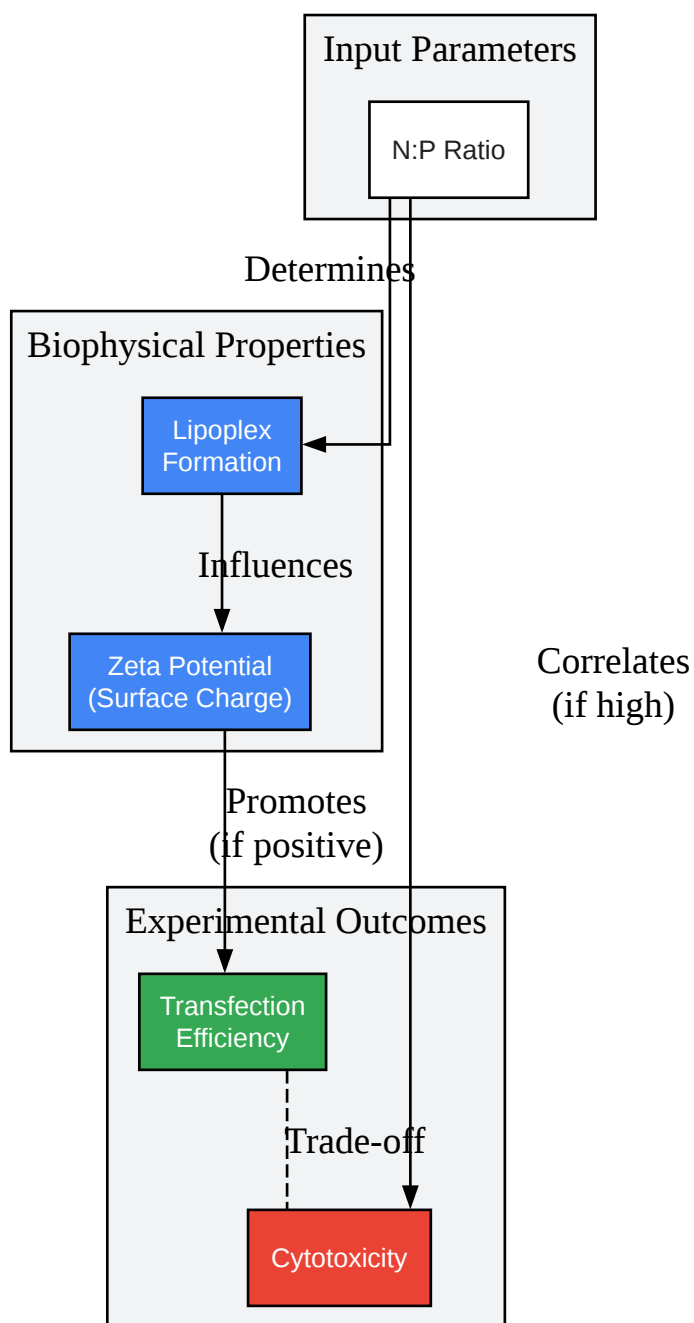 Input Parameters
N:P Ratio
Determines
Biophysical Properties
Lipoplex
Formation
Influences
Zeta Potential
(Surface Charge)
Correlates
(if high)
Promotes
(if positive)
Experimental Outcomes
Transfection
Efficiency
Trade-off
Cytotoxicity